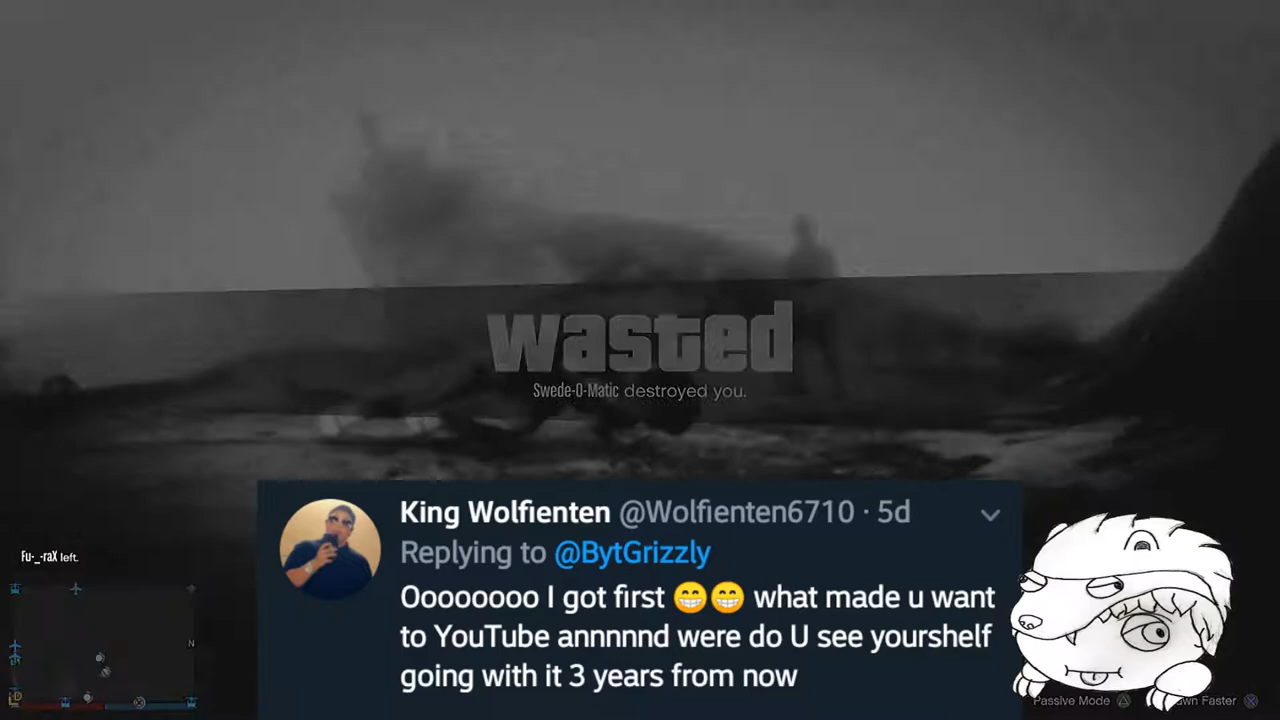 wasted
Swede-O-Matic destroyed you.
King Wolfienten @Wolfienten6710 · 5d
Replying to @BytGrizzly
Oooooooo I got first 😁😁 what made u want
to YouTube annnnnd were do U see yourshelf
going with it 3 years from now
Fu-_-raX left.
N
Passive Mode
wn Faster